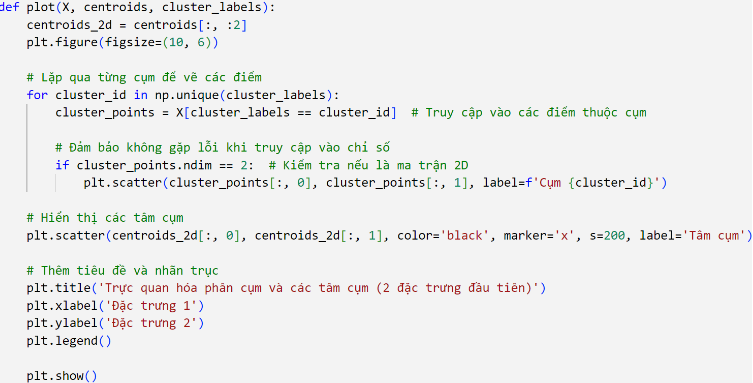 def plot(X, centroids, cluster_labels):
    centroids_2d = centroids[:, :2]
    plt.figure(figsize=(10, 6))

    # Lặp qua từng cụm để vẽ các điểm
    for cluster_id in np.unique(cluster_labels):
        cluster_points = X[cluster_labels == cluster_id]  # Truy cập vào các điểm thuộc cụm

        # Đảm bảo không gặp lỗi khi truy cập vào chỉ số
        if cluster_points.ndim == 2:  # Kiểm tra nếu là ma trận 2D
            plt.scatter(cluster_points[:, 0], cluster_points[:, 1], label=f'Cụm {cluster_id}')

    # Hiển thị các tâm cụm
    plt.scatter(centroids_2d[:, 0], centroids_2d[:, 1], color='black', marker='x', s=200, label='Tâm cụm')

    # Thêm tiêu đề và nhãn trục
    plt.title('Trực quan hóa phân cụm và các tâm cụm (2 đặc trưng đầu tiên)')
    plt.xlabel('Đặc trưng 1')
    plt.ylabel('Đặc trưng 2')
    plt.legend()

    plt.show()